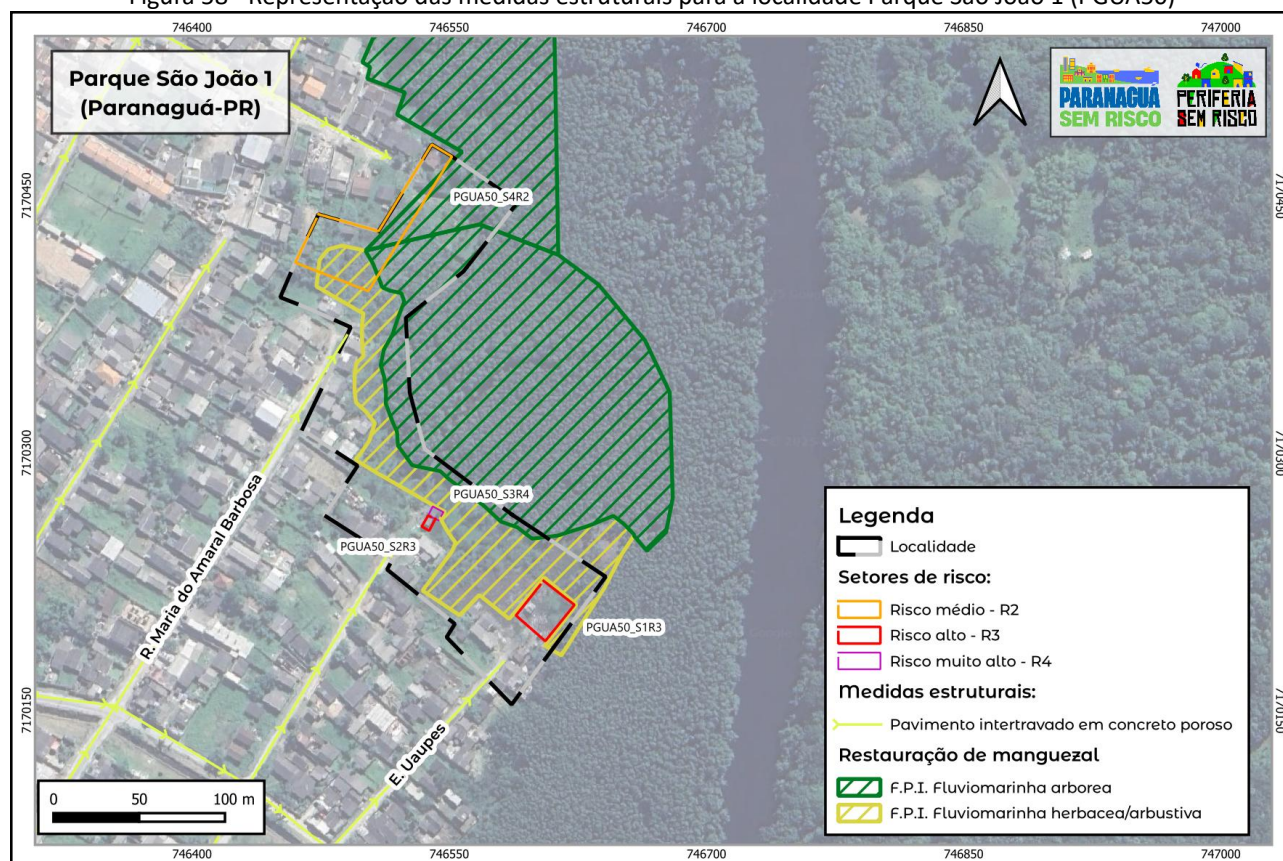 Figura 58 - Representação das medidas estruturais para a localidade Parque São João 1 (PGUA50)
746400 746550 746700 746850 747000
Parque São João 1
(Paranaguá-PR)
PARANAGUÁ
SEM RISCO
PERIFERIA
SEM RISCO
7170450
7170450
PGUA50_S4R2
7170300
7170300
PGUA50_S3R4
PGUA50_S2R3
PGUA50_S1R3
R. Maria do Amaral Barbosa
E. Uaupes
7170150
7170150
Legenda
Localidade
Setores de risco:
Risco médio - R2
Risco alto - R3
Risco muito alto - R4
Medidas estruturais:
Pavimento intertravado em concreto poroso
Restauração de manguezal
F.P.I. Fluviomarinha arborea
F.P.I. Fluviomarinha herbacea/arbustiva
0 50 100 m
746400 746550 746700 746850 747000